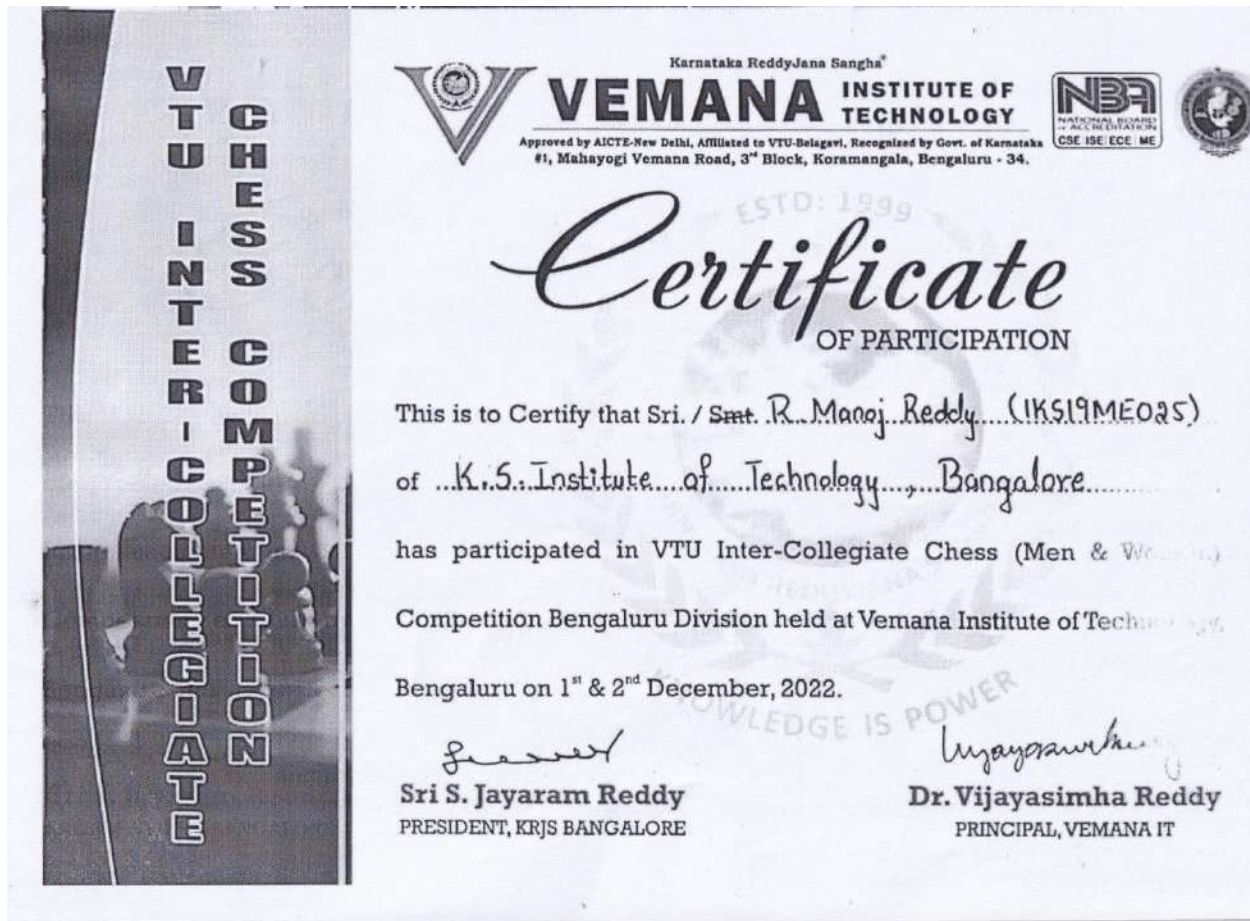 VTU INTER-COLLEGIATE
CHESS COMPETITION
Karnataka ReddyJana Sangha®
VEMANA INSTITUTE OF
TECHNOLOGY
Approved by AICTE-New Delhi, Affiliated to VTU-Belagavi, Recognized by Govt. of Karnataka
#1, Mahayogi Vemana Road, 3rd Block, Koramangala, Bengaluru - 34.
NBA
NATIONAL BOARD
of ACCREDITATION
CSE ISE ECE ME
ESTD: 1999
Certificate
OF PARTICIPATION
This is to Certify that Sri. / Smt. R Manoj Reddy (1KS19ME025)
of K.S. Institute of Technology, Bangalore
has participated in VTU Inter-Collegiate Chess (Men & Women)
Competition Bengaluru Division held at Vemana Institute of Technology,
Bengaluru on 1st & 2nd December, 2022.
KNOWLEDGE IS POWER
Sri S. Jayaram Reddy
PRESIDENT, KRJS BANGALORE
Dr. Vijayasimha Reddy
PRINCIPAL, VEMANA IT